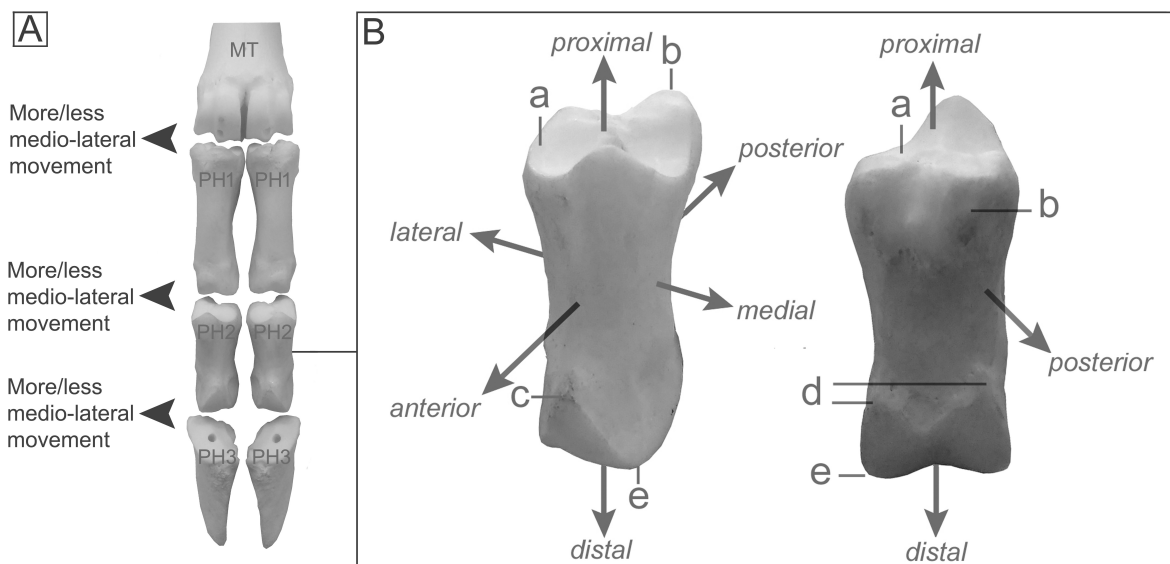 A
MT
More/less
medio-lateral
movement
PH1
PH1
More/less
medio-lateral
movement
PH2
PH2
More/less
medio-lateral
movement
PH3
PH3
B
proximal
b
a
posterior
lateral
medial
anterior
c
e
distal
proximal
a
b
posterior
d
e
distal